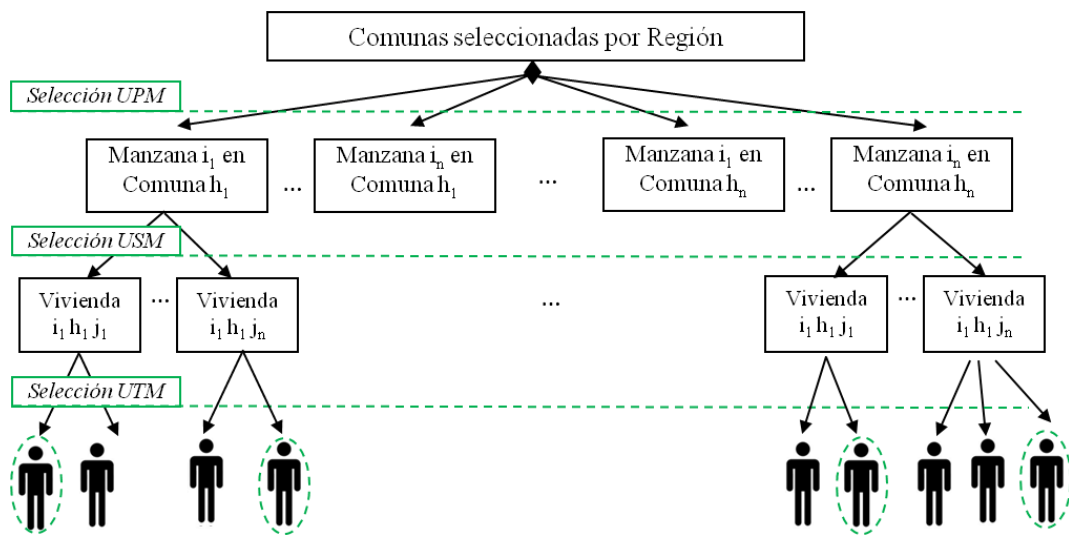 Comunas seleccionadas por Región
Selección UPM
Manzana i₁ en
Comuna h₁
...
Manzana iₙ en
Comuna h₁
...
Manzana i₁ en
Comuna hₙ
...
Manzana iₙ en
Comuna hₙ
Selección USM
Vivienda
i₁ h₁ j₁
...
Vivienda
i₁ h₁ jₙ
...
Vivienda
i₁ h₁ j₁
...
Vivienda
i₁ h₁ jₙ
Selección UTM